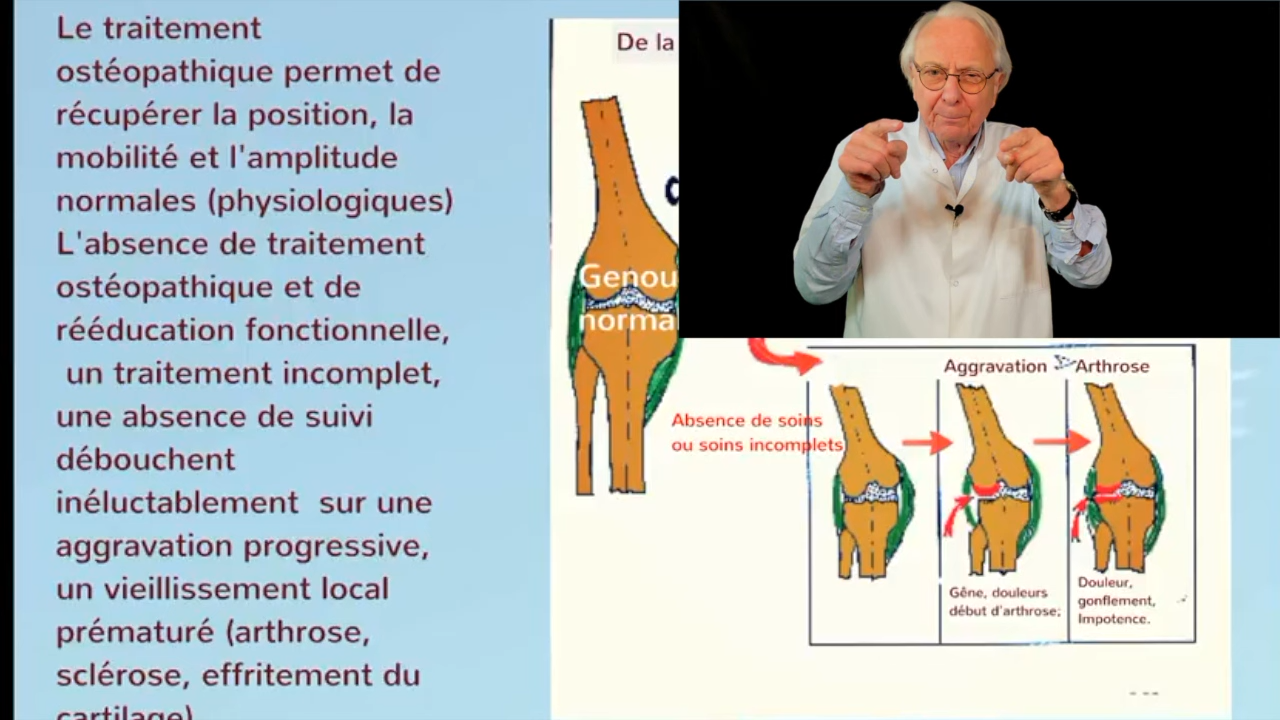 Le traitement
ostéopathique permet de
récupérer la position, la
mobilité et l'amplitude
normales (physiologiques)
L'absence de traitement
ostéopathique et de
rééducation fonctionnelle,
un traitement incomplet,
une absence de suivi
débouchent
inéluctablement sur une
aggravation progressive,
un vieillissement local
prématuré (arthrose,
sclérose, effritement du
cartilage)
De la
Genou
normal
Absence de soins
ou soins incomplets
Aggravation
Arthrose
Gêne, douleurs
début d'arthrose;
Douleur,
gonflement,
Impotence.